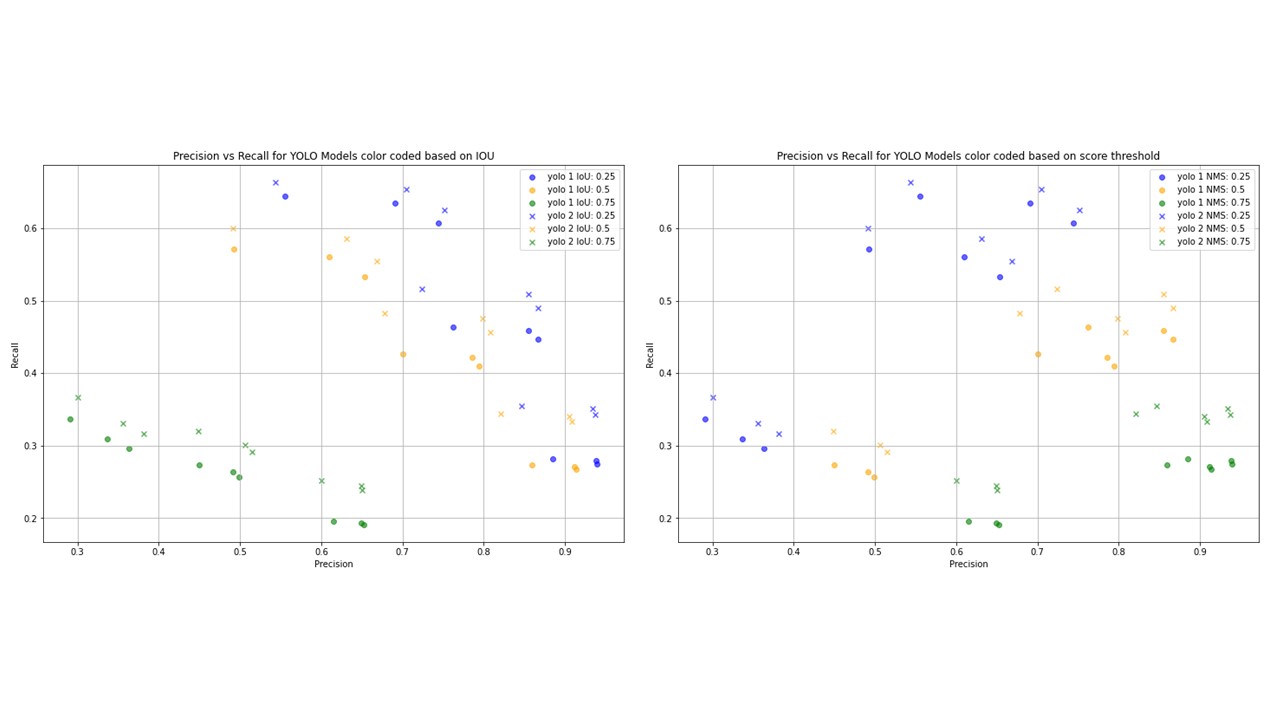 Precision vs Recall for YOLO Models color coded based on IOU
yolo 1 IoU: 0.25
yolo 1 IoU: 0.5
yolo 1 IoU: 0.75
yolo 2 IoU: 0.25
yolo 2 IoU: 0.5
yolo 2 IoU: 0.75
0.6
0.5
0.4
0.3
0.2
Recall
0.3 0.4 0.5 0.6 0.7 0.8 0.9
Precision
Precision vs Recall for YOLO Models color coded based on score threshold
yolo 1 NMS: 0.25
yolo 1 NMS: 0.5
yolo 1 NMS: 0.75
yolo 2 NMS: 0.25
yolo 2 NMS: 0.5
yolo 2 NMS: 0.75
0.6
0.5
0.4
0.3
0.2
Recall
0.3 0.4 0.5 0.6 0.7 0.8 0.9
Precision